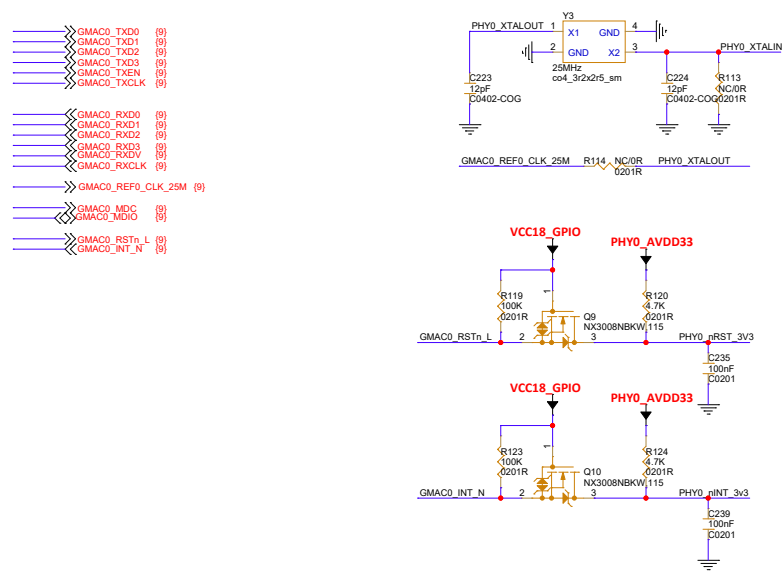 GMAC0_TXD0 {9}
GMAC0_TXD1 {9}
GMAC0_TXD2 {9}
GMAC0_TXD3 {9}
GMAC0_TXEN {9}
GMAC0_TXCLK {9}
GMAC0_RXD0 {9}
GMAC0_RXD1 {9}
GMAC0_RXD2 {9}
GMAC0_RXD3 {9}
GMAC0_RXDV {9}
GMAC0_RXCLK {9}
GMAC0_REF0_CLK_25M {9}
GMAC0_MDC {9}
GMAC0_MDIO {9}
GMAC0_RSTn_L {9}
GMAC0_INT_N {9}
Y3
PHY0_XTALOUT 1 X1 GND 4
2 GND X2 3 PHY0_XTALIN
25MHz
co4_3r2x2r5_sm
C223
12pF
C0402-COG
C224
12pF
C0402-COG
R113
NC/0R
0201R
GMAC0_REF0_CLK_25M R114 NC/0R PHY0_XTALOUT
0201R
VCC18_GPIO
PHY0_AVDD33
R119
100K
0201R
1
R120
4.7K
0201R
Q9
NX3008NBKW,115
GMAC0_RSTn_L 2 3 PHY0_nRST_3V3
C235
100nF
C0201
VCC18_GPIO
PHY0_AVDD33
R123
100K
0201R
1
R124
4.7K
0201R
Q10
NX3008NBKW,115
GMAC0_INT_N 2 3 PHY0_nINT_3v3
C239
100nF
C0201